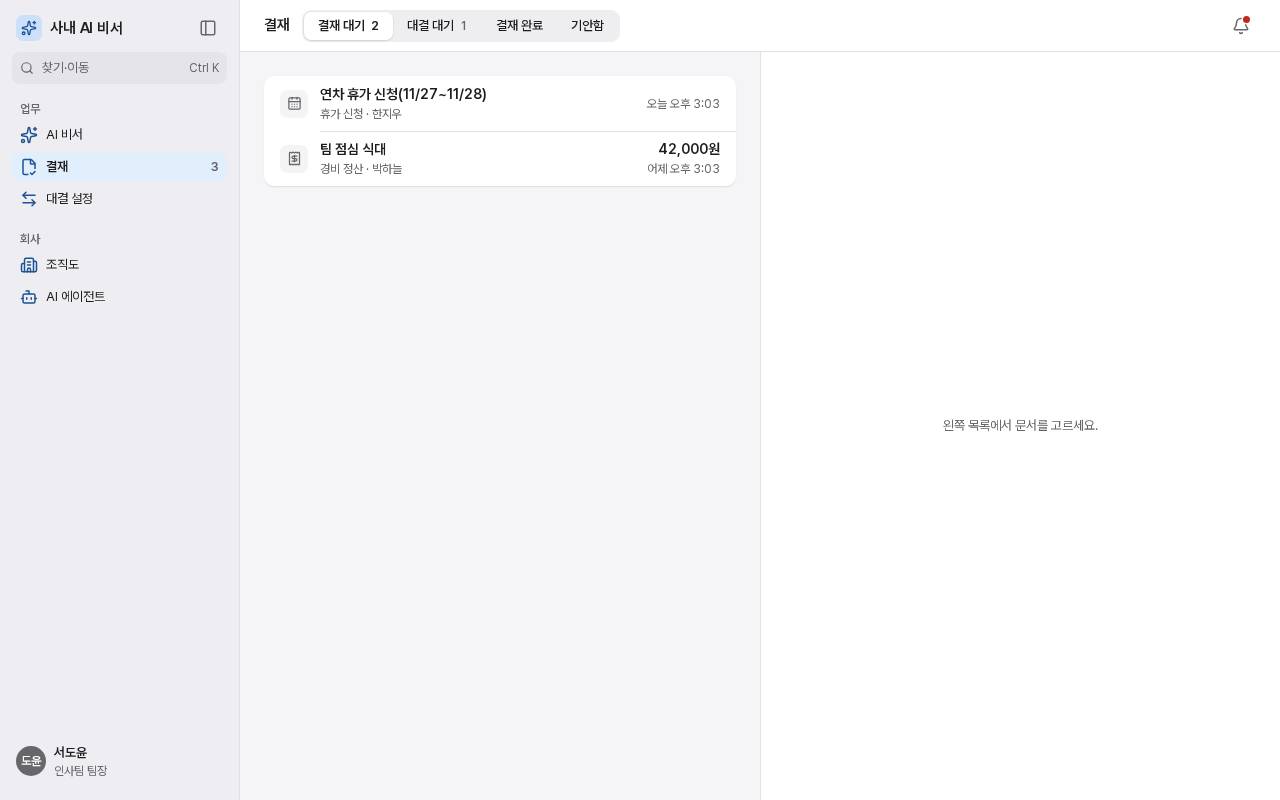 사내 AI 비서
찾기·이동 Ctrl K
업무
AI 비서
결재 3
대결 설정
회사
조직도
AI 에이전트
도윤
서도윤
인사팀 팀장
결재
결재 대기 2
대결 대기 1
결재 완료
기안함
연차 휴가 신청(11/27~11/28)
휴가 신청 · 한지우
오늘 오후 3:03
팀 점심 식대
42,000원
경비 정산 · 박하늘
어제 오후 3:03
왼쪽 목록에서 문서를 고르세요.